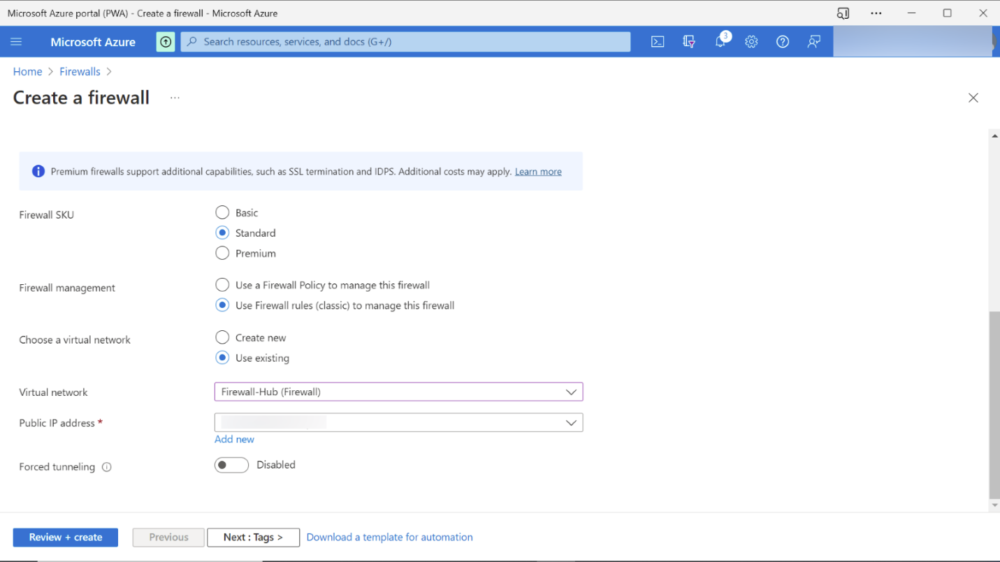 Microsoft Azure portal (PWA) - Create a firewall - Microsoft Azure
Microsoft Azure
Search resources, services, and docs (G+/)
3
Home > Firewalls >
Create a firewall ...
Premium firewalls support additional capabilities, such as SSL termination and IDPS. Additional costs may apply. Learn more
Firewall SKU
Basic
Standard
Premium
Firewall management
Use a Firewall Policy to manage this firewall
Use Firewall rules (classic) to manage this firewall
Choose a virtual network
Create new
Use existing
Virtual network
Firewall-Hub (Firewall)
Public IP address *
Add new
Forced tunneling
Disabled
Review + create
Previous
Next : Tags >
Download a template for automation